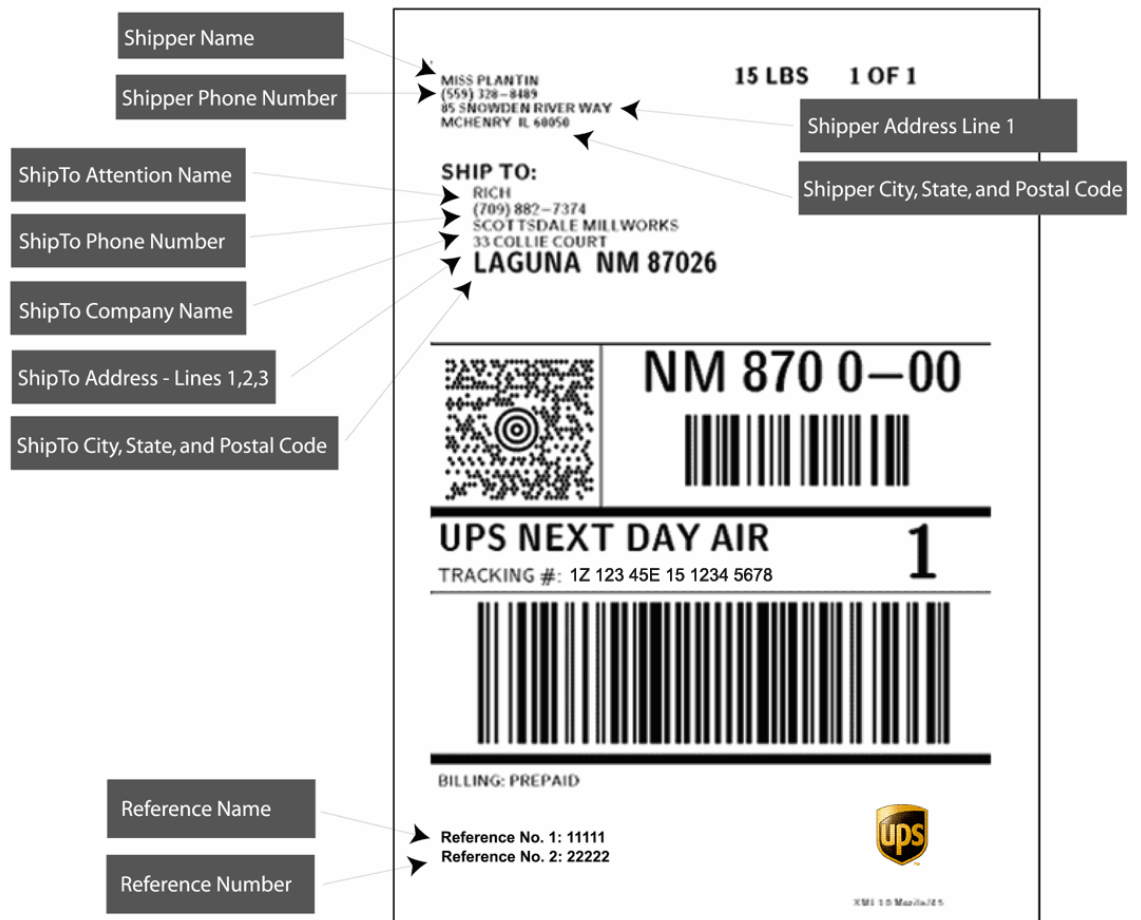 Shipper Name
Shipper Phone Number
MISS PLANTIN
(559) 328-8489
85 SNOWDEN RIVER WAY
MCHENRY IL 60050
15 LBS 1 OF 1
Shipper Address Line 1
Shipper City, State, and Postal Code
ShipTo Attention Name
ShipTo Phone Number
ShipTo Company Name
ShipTo Address - Lines 1,2,3
ShipTo City, State, and Postal Code
SHIP TO:
RICH
(709) 882-7374
SCOTTSDALE MILLWORKS
33 COLLIE COURT
LAGUNA NM 87026
NM 870 0-00
UPS NEXT DAY AIR 1
TRACKING #: 1Z 123 45E 15 1234 5678
BILLING: PREPAID
Reference Name
Reference Number
Reference No. 1: 11111
Reference No. 2: 22222
ups